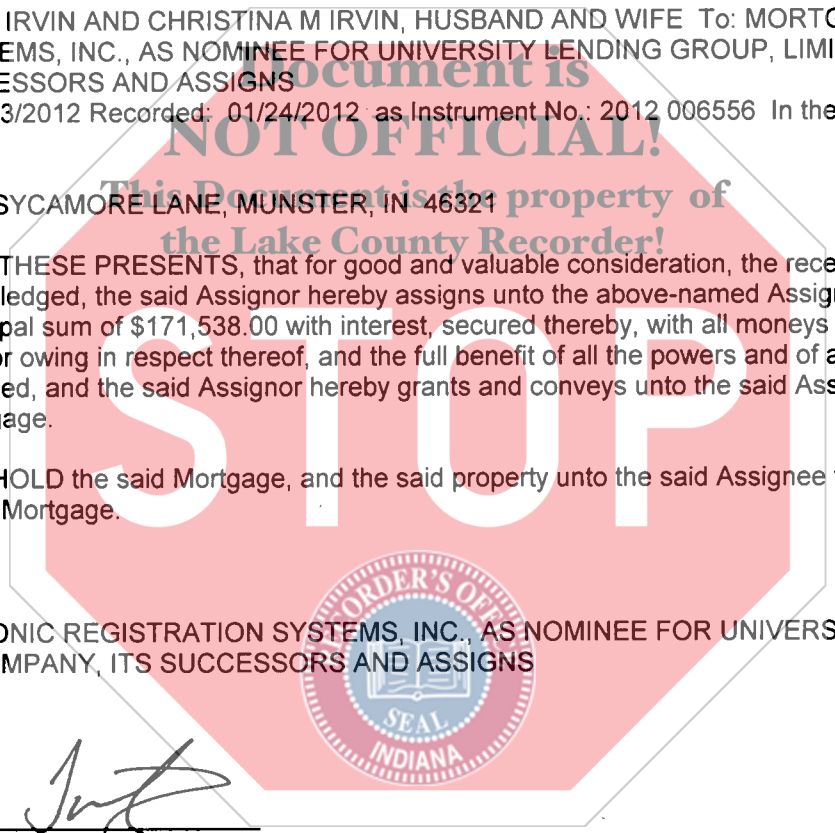 IRVIN AND CHRISTINA M IRVIN, HUSBAND AND WIFE To: MORTG
EMS, INC., AS NOMINEE FOR UNIVERSITY LENDING GROUP, LIMI
ESSORS AND ASSIGNS
Document is
3/2012 Recorded: 01/24/2012 as Instrument No.: 2012 006556 In the
NOT OFFICIAL!
SYCAMORE LANE, MUNSTER, IN 46321
This Document is the property of
the Lake County Recorder!
THESE PRESENTS, that for good and valuable consideration, the rece
ledged, the said Assignor hereby assigns unto the above-named Assign
pal sum of $171,538.00 with interest, secured thereby, with all moneys
or owing in respect thereof, and the full benefit of all the powers and of a
ed, and the said Assignor hereby grants and conveys unto the said Ass
age.
STOP
HOLD the said Mortgage, and the said property unto the said Assignee
Mortgage.
RECORDER'S OFFICE
ONIC REGISTRATION SYSTEMS, INC., AS NOMINEE FOR UNIVERS
MPANY, ITS SUCCESSORS AND ASSIGNS
SEAL
INDIANA